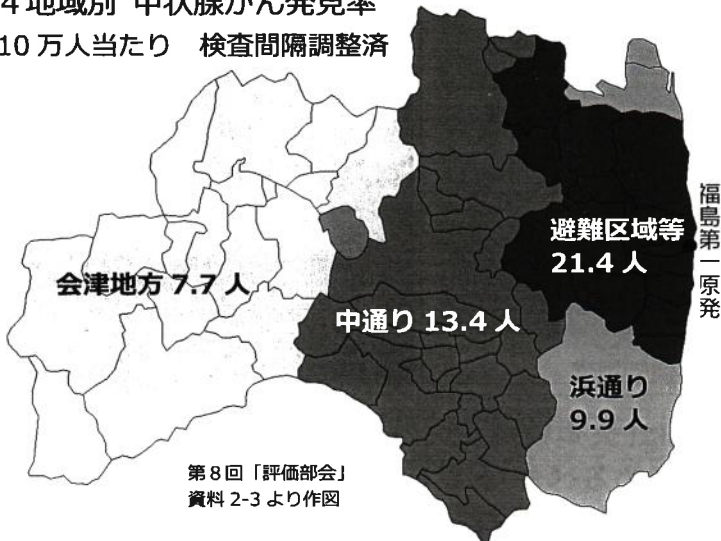 4地域別 甲状腺がん発見率
10万人当たり 検査間隔調整済
避難区域等
21.4人
福島第一原発
会津地方 7.7人
中通り 13.4人
浜通り
9.9人
第8回「評価部会」
資料2-3より作図